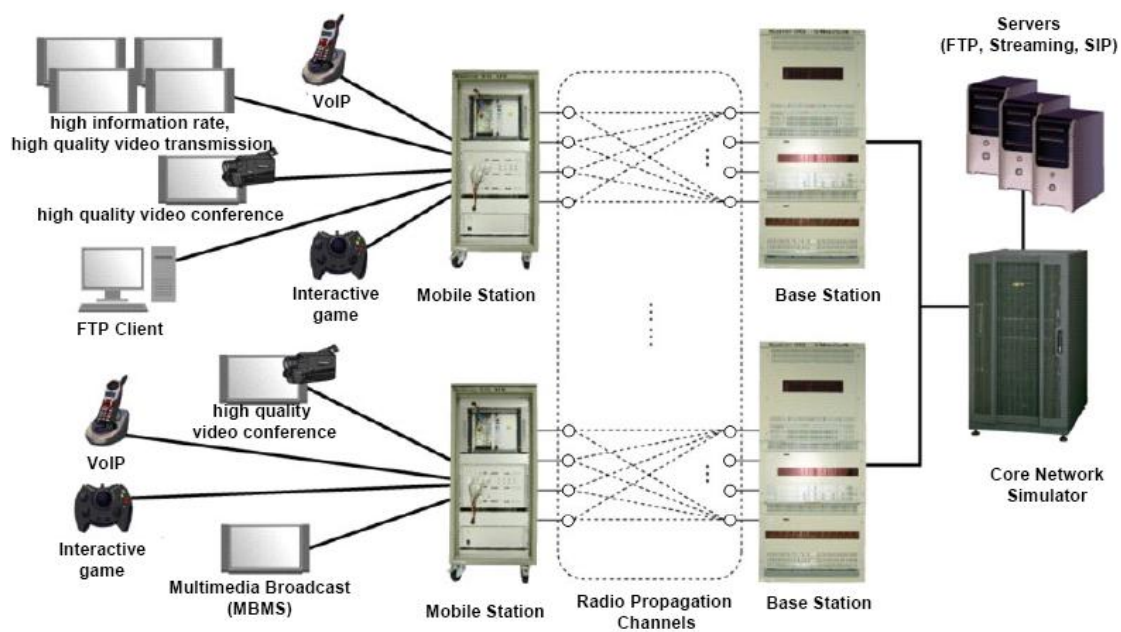 Servers
(FTP, Streaming, SIP)
VoIP
high information rate,
high quality video transmission
high quality video conference
Interactive
game
FTP Client
Mobile Station
Base Station
high quality
video conference
VoIP
Interactive
game
Multimedia Broadcast
(MBMS)
Mobile Station
Radio Propagation
Channels
Base Station
Core Network
Simulator